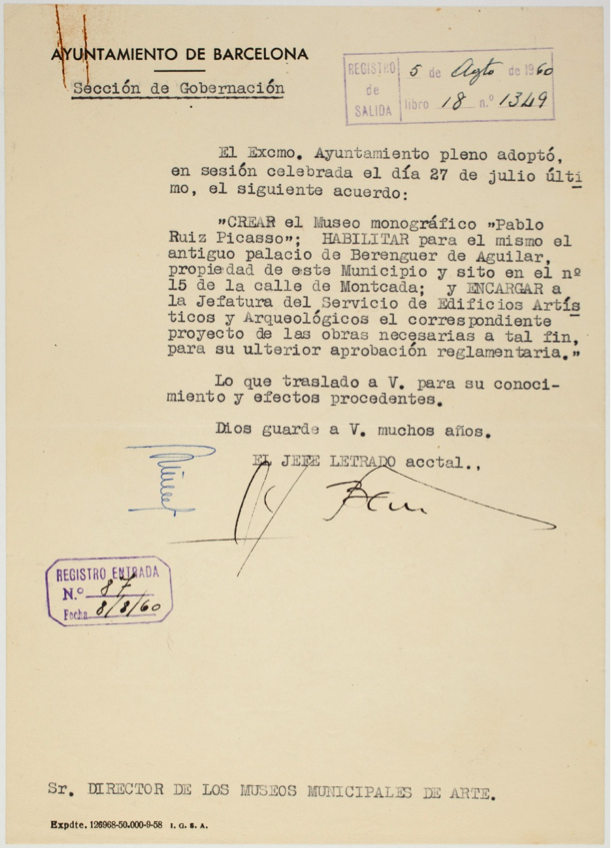 AYUNTAMIENTO DE BARCELONA
Sección de Gobernación
REGISTRO de SALIDA
5 de Agto de 1960
libro 18 n.º 1349
El Excmo. Ayuntamiento pleno adoptó,
en sesión celebrada el día 27 de julio últi
mo, el siguiente acuerdo:
"CREAR el Museo monográfico "Pablo
Ruiz Picasso"; HABILITAR para el mismo el
antiguo palacio de Berenguer de Aguilar,
propiedad de este Municipio y sito en el nº
15 de la calle de Montcada; y ENCARGAR a
la Jefatura del Servicio de Edificios Artís
ticos y Arqueológicos el correspondiente
proyecto de las obras necesarias a tal fin,
para su ulterior aprobación reglamentaria."
Lo que traslado a V. para su conoci-
miento y efectos procedentes.
Dios guarde a V. muchos años.
EL JEFE LETRADO acctal.,
REGISTRO ENTRADA
N.º 87
Fecha 8/8/60
Sr. DIRECTOR DE LOS MUSEOS MUNICIPALES DE ARTE.
Expdte. 126968-50.000-9-58 I. G. S. A.